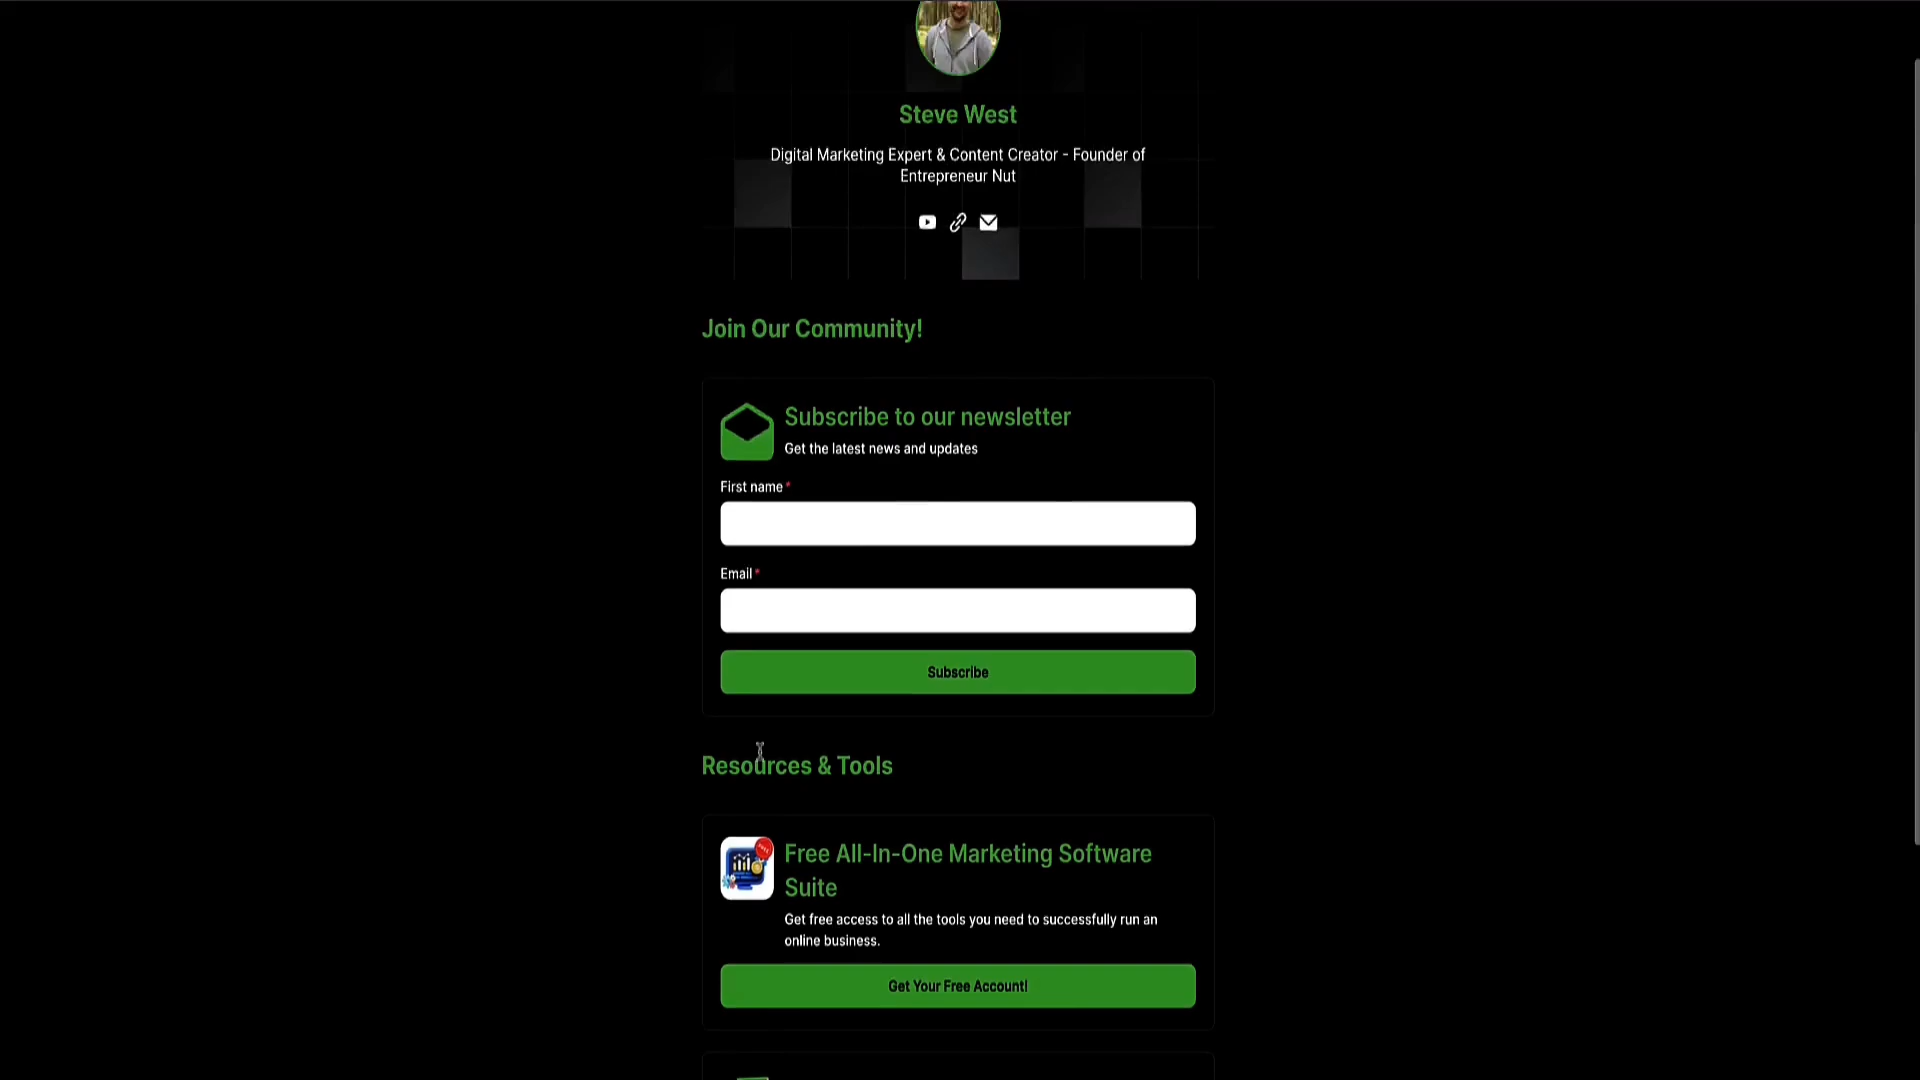 Steve West
Digital Marketing Expert & Content Creator - Founder of
Entrepreneur Nut
Join Our Community!
Subscribe to our newsletter
Get the latest news and updates
First name *
Email *
Subscribe
Resources & Tools
Free All-In-One Marketing Software
Suite
Get free access to all the tools you need to successfully run an
online business.
Get Your Free Account!